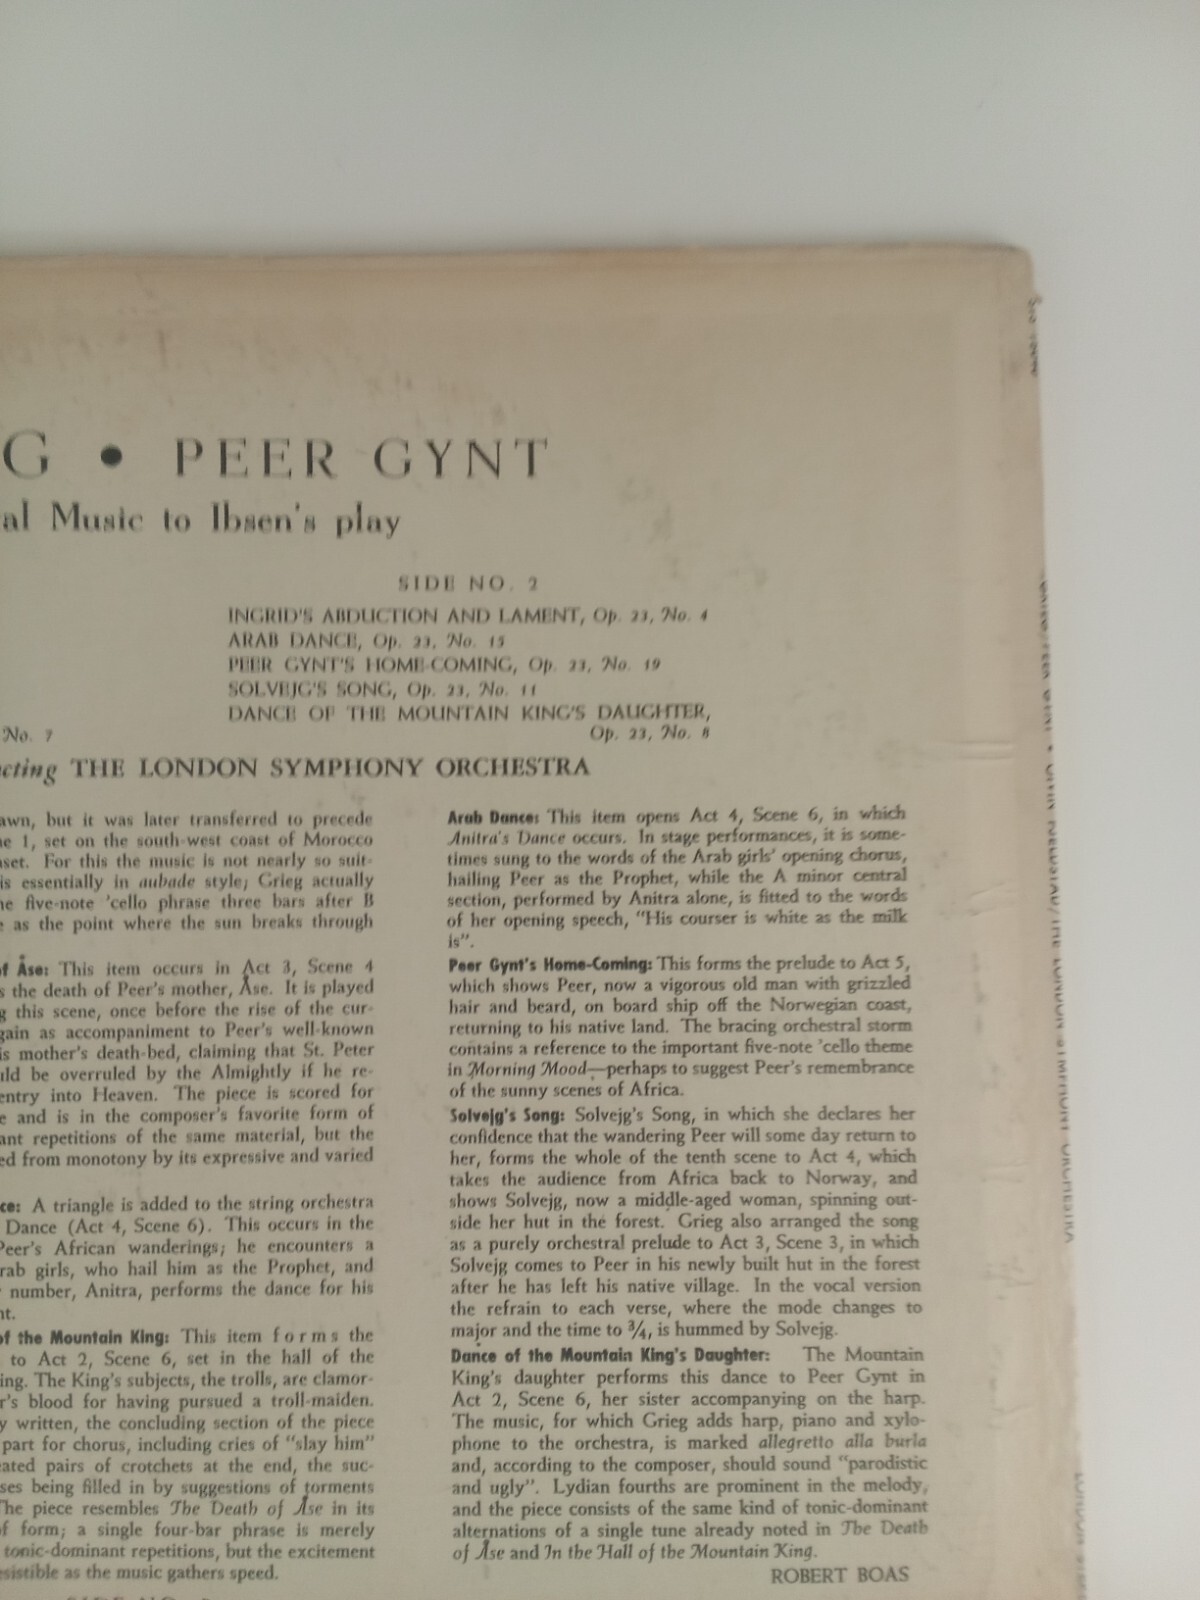 G • PEER GYNT
al Music to Ibsen's play
SIDE NO. 2
INGRID'S ABDUCTION AND LAMENT, Op. 23, No. 4
ARAB DANCE, Op. 23, No. 15
PEER GYNT'S HOME-COMING, Op. 23, No. 19
SOLVEJG'S SONG, Op. 23, No. 11
DANCE OF THE MOUNTAIN KING'S DAUGHTER,
Op. 23, No. 8
No. 7
cting THE LONDON SYMPHONY ORCHESTRA
awn, but it was later transferred to precede
ne 1, set on the south-west coast of Morocco
nset. For this the music is not nearly so suit-
is essentially in aubade style; Grieg actually
ne five-note 'cello phrase three bars after B
e as the point where the sun breaks through
of Åse: This item occurs in Act 3, Scene 4
s the death of Peer's mother, Åse. It is played
g this scene, once before the rise of the cur-
gain as accompaniment to Peer's well-known
is mother's death-bed, claiming that St. Peter
uld be overruled by the Almightly if he re-
entry into Heaven. The piece is scored for
e and is in the composer's favorite form of
ant repetitions of the same material, but the
ed from monotony by its expressive and varied
ce: A triangle is added to the string orchestra
Dance (Act 4, Scene 6). This occurs in the
Peer's African wanderings; he encounters a
rab girls, who hail him as the Prophet, and
r number, Anitra, performs the dance for his
nt.
of the Mountain King: This item forms the
to Act 2, Scene 6, set in the hall of the
ing. The King's subjects, the trolls, are clamor-
r's blood for having pursued a troll-maiden.
y written, the concluding section of the piece
part for chorus, including cries of "slay him"
eated pairs of crotchets at the end, the suc-
ses being filled in by suggestions of torments
The piece resembles The Death of Åse in its
of form; a single four-bar phrase is merely
tonic-dominant repetitions, but the excitement
esistible as the music gathers speed.
Arab Dance: This item opens Act 4, Scene 6, in which
Anitra's Dance occurs. In stage performances, it is some-
times sung to the words of the Arab girls' opening chorus,
hailing Peer as the Prophet, while the A minor central
section, performed by Anitra alone, is fitted to the words
of her opening speech, "His courser is white as the milk
is".
Peer Gynt's Home-Coming: This forms the prelude to Act 5,
which shows Peer, now a vigorous old man with grizzled
hair and beard, on board ship off the Norwegian coast,
returning to his native land. The bracing orchestral storm
contains a reference to the important five-note 'cello theme
in Morning Mood—perhaps to suggest Peer's remembrance
of the sunny scenes of Africa.
Solvejg's Song: Solvejg's Song, in which she declares her
confidence that the wandering Peer will some day return to
her, forms the whole of the tenth scene to Act 4, which
takes the audience from Africa back to Norway, and
shows Solvejg, now a middle-aged woman, spinning out-
side her hut in the forest. Grieg also arranged the song
as a purely orchestral prelude to Act 3, Scene 3, in which
Solvejg comes to Peer in his newly built hut in the forest
after he has left his native village. In the vocal version
the refrain to each verse, where the mode changes to
major and the time to 3/4, is hummed by Solvejg.
Dance of the Mountain King's Daughter: The Mountain
King's daughter performs this dance to Peer Gynt in
Act 2, Scene 6, her sister accompanying on the harp.
The music, for which Grieg adds harp, piano and xylo-
phone to the orchestra, is marked allegretto alla burla
and, according to the composer, should sound "parodistic
and ugly". Lydian fourths are prominent in the melody,
and the piece consists of the same kind of tonic-dominant
alternations of a single tune already noted in The Death
of Åse and In the Hall of the Mountain King.
ROBERT BOAS